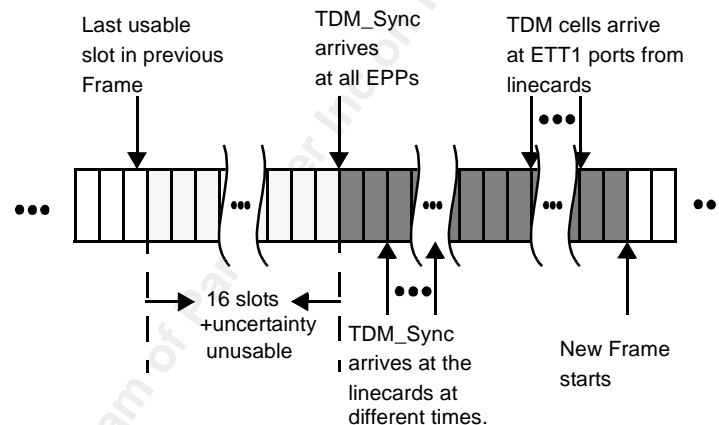 Last usable
slot in previous
Frame
TDM_Sync
arrives
at all EPPs
TDM cells arrive
at ETT1 ports from
linecards
16 slots
+uncertainty
unusable
TDM_Sync
arrives at the
linecards at
different times.
New Frame
starts